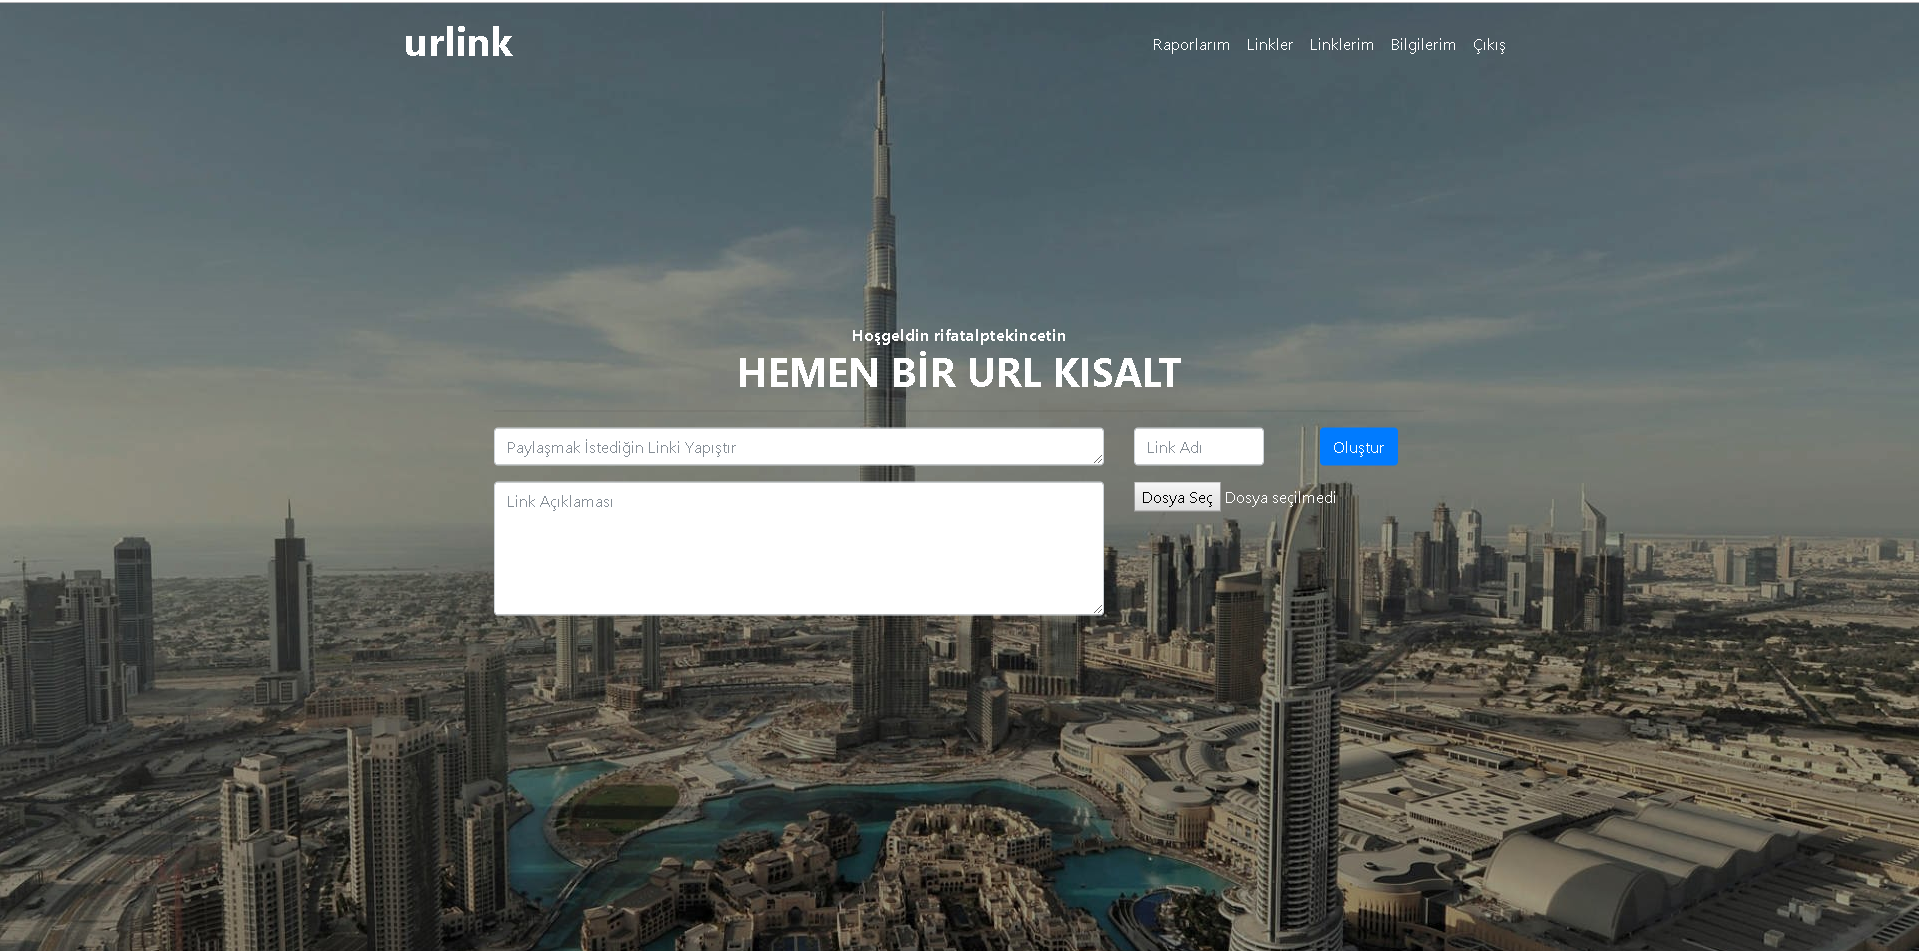 urlink
Raporlarım Linkler Linklerim Bilgilerim Çıkış
Hoşgeldin rifatalptekincetin
HEMEN BİR URL KISALT
Paylaşmak İstediğin Linki Yapıştır
Link Adı
Oluştur
Link Açıklaması
Dosya Seç Dosya seçilmedi